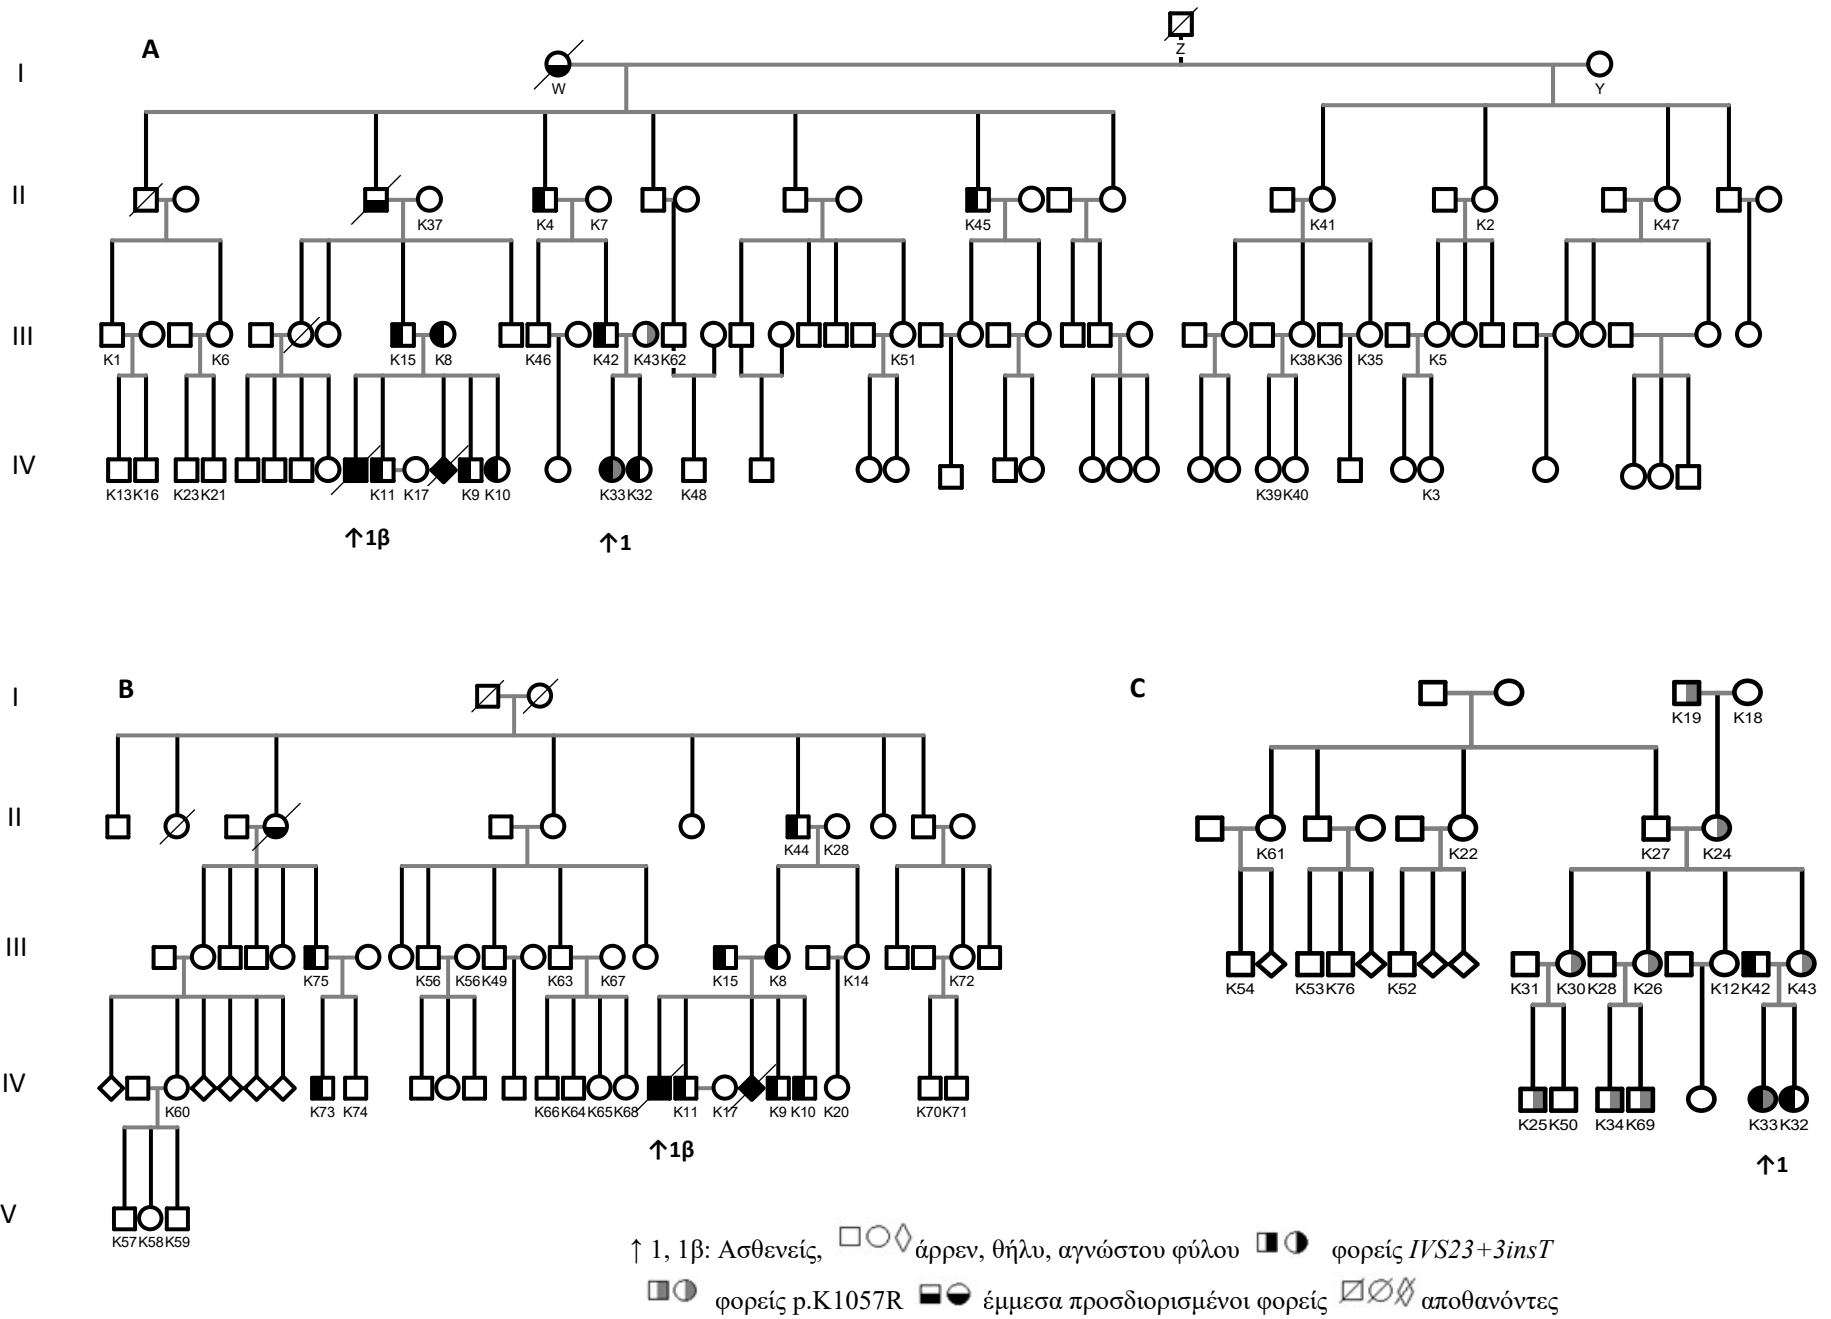 A
Z
I
W
Y
II
K37
K4
K7
K45
K41
K2
K47
III
K1
K6
K15
K8
K46
K42
K43
K62
K51
K38
K36
K35
K5
IV
K13
K16
K23
K21
K11
K17
K9
K10
K33
K32
K48
K39
K40
K3
↑1β
↑1
I
B
C
K19
K18
II
K44
K28
K61
K22
K27
K24
III
K75
K56
K56
K49
K63
K67
K15
K8
K14
K72
K54
K53
K76
K52
K31
K30
K28
K26
K12
K42
K43
IV
K60
K73
K74
K66
K64
K65
K68
K11
K17
K9
K10
K20
K70
K71
K25
K50
K34
K69
K33
K32
↑1β
↑1
V
K57
K58
K59
↑ 1, 1β: Ασθενείς, άρρεν, θήλυ, αγνώστου φύλου φορείς IVS23+3insT
φορείς p.K1057R έμμεσα προσδιορισμένοι φορείς αποθανόντες